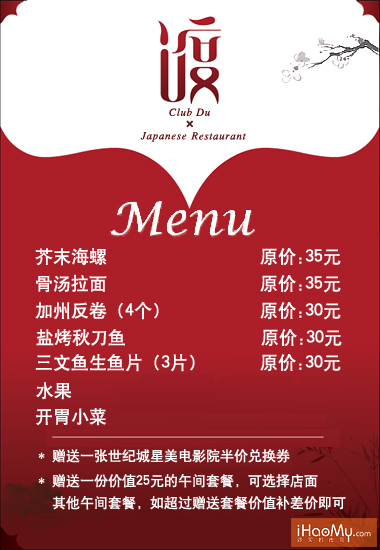 渡
Club Du
×
Japanese Restaurant
Menu
芥末海螺 原价:35元
骨汤拉面 原价:35元
加州反卷（4个） 原价:30元
盐烤秋刀鱼 原价:30元
三文鱼生鱼片（3片） 原价:30元
水果
开胃小菜
* 赠送一张世纪城星美电影院半价兑换券
* 赠送一份价值25元的午间套餐，可选择店面
其他午间套餐，如超过赠送套餐价值补差价即可
iHaoMy.com